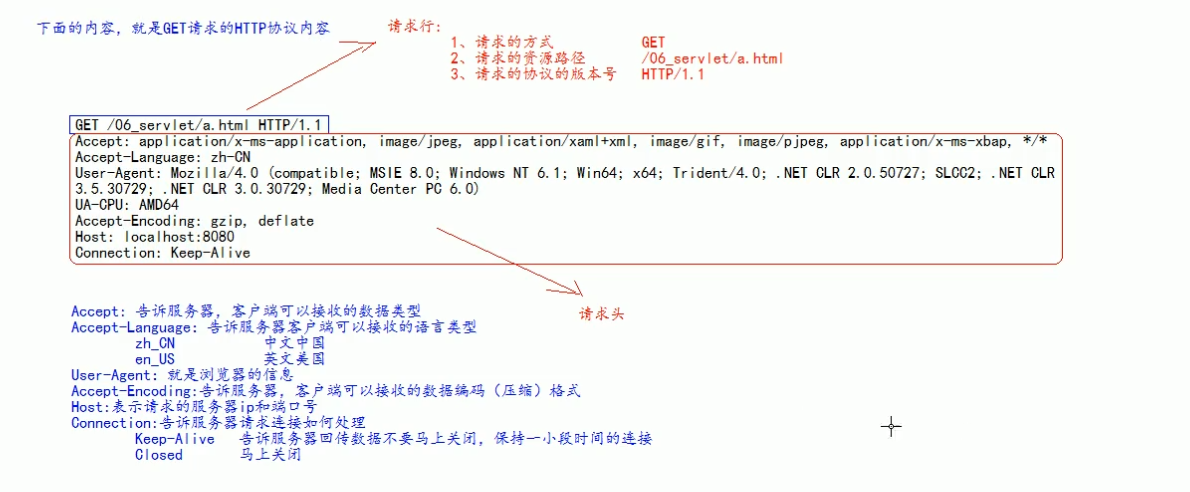 下面的内容，就是GET请求的HTTP协议内容
请求行:
1、请求的方式 GET
2、请求的资源路径 /06_servlet/a.html
3、请求的协议的版本号 HTTP/1.1
GET /06_servlet/a.html HTTP/1.1
Accept: application/x-ms-application, image/jpeg, application/xaml+xml, image/gif, image/pjpeg, application/x-ms-xbap, */*
Accept-Language: zh-CN
User-Agent: Mozilla/4.0 (compatible; MSIE 8.0; Windows NT 6.1; Win64; x64; Trident/4.0; .NET CLR 2.0.50727; SLCC2; .NET CLR
3.5.30729; .NET CLR 3.0.30729; Media Center PC 6.0)
UA-CPU: AMD64
Accept-Encoding: gzip, deflate
Host: localhost:8080
Connection: Keep-Alive
请求头
Accept: 告诉服务器，客户端可以接收的数据类型
Accept-Language: 告诉服务器客户端可以接收的语言类型
zh_CN 中文中国
en_US 英文美国
User-Agent: 就是浏览器的信息
Accept-Encoding:告诉服务器，客户端可以接收的数据编码（压缩）格式
Host:表示请求的服务器ip和端口号
Connection:告诉服务器请求连接如何处理
Keep-Alive 告诉服务器回传数据不要马上关闭，保持一小段时间的连接
Closed 马上关闭